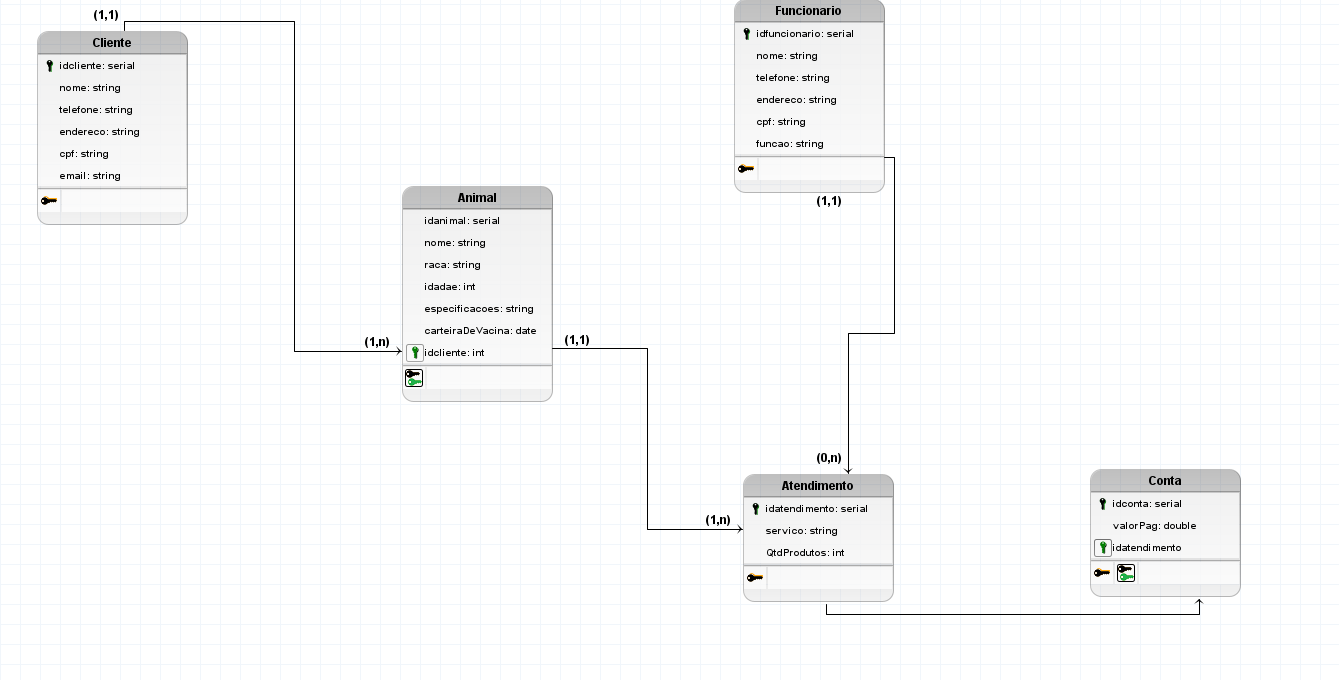 (1,1)
Cliente
idcliente: serial
nome: string
telefone: string
endereco: string
cpf: string
email: string
Funcionario
idfuncionario: serial
nome: string
telefone: string
endereco: string
cpf: string
funcao: string
(1,1)
Animal
idanimal: serial
nome: string
raca: string
idadae: int
especificacoes: string
carteiraDeVacina: date
idcliente: int
(1,n)
(1,1)
(0,n)
(1,n)
Atendimento
idatendimento: serial
servico: string
QtdProdutos: int
Conta
idconta: serial
valorPag: double
idatendimento